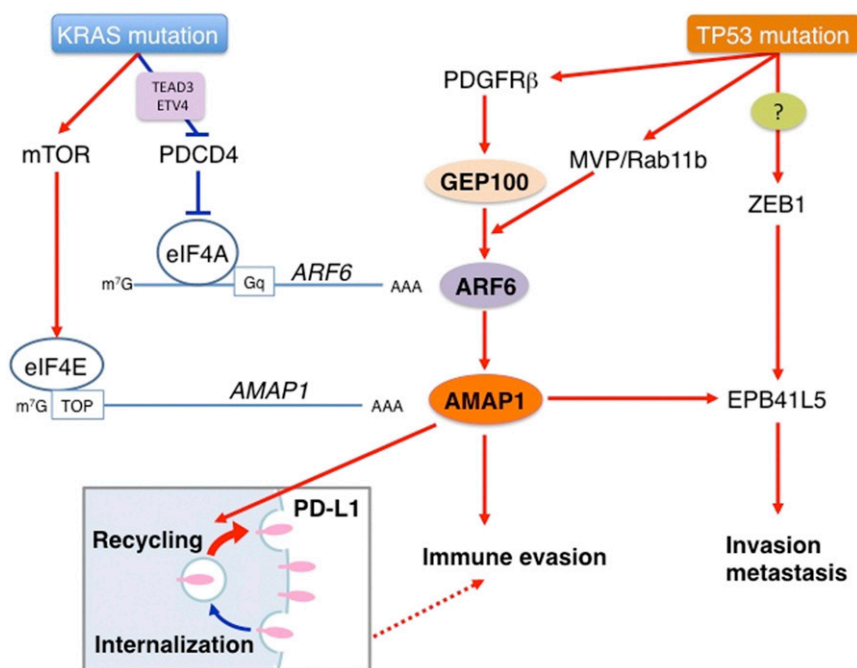 KRAS mutation
TP53 mutation
TEAD3
ETV4
PDGFRβ
?
mTOR
PDCD4
MVP/Rab11b
GEP100
ZEB1
eIF4A
m⁷G
Gq
ARF6
AAA
ARF6
eIF4E
m⁷G
TOP
AMAP1
AAA
AMAP1
EPB41L5
PD-L1
Recycling
Immune evasion
Invasion
metastasis
Internalization